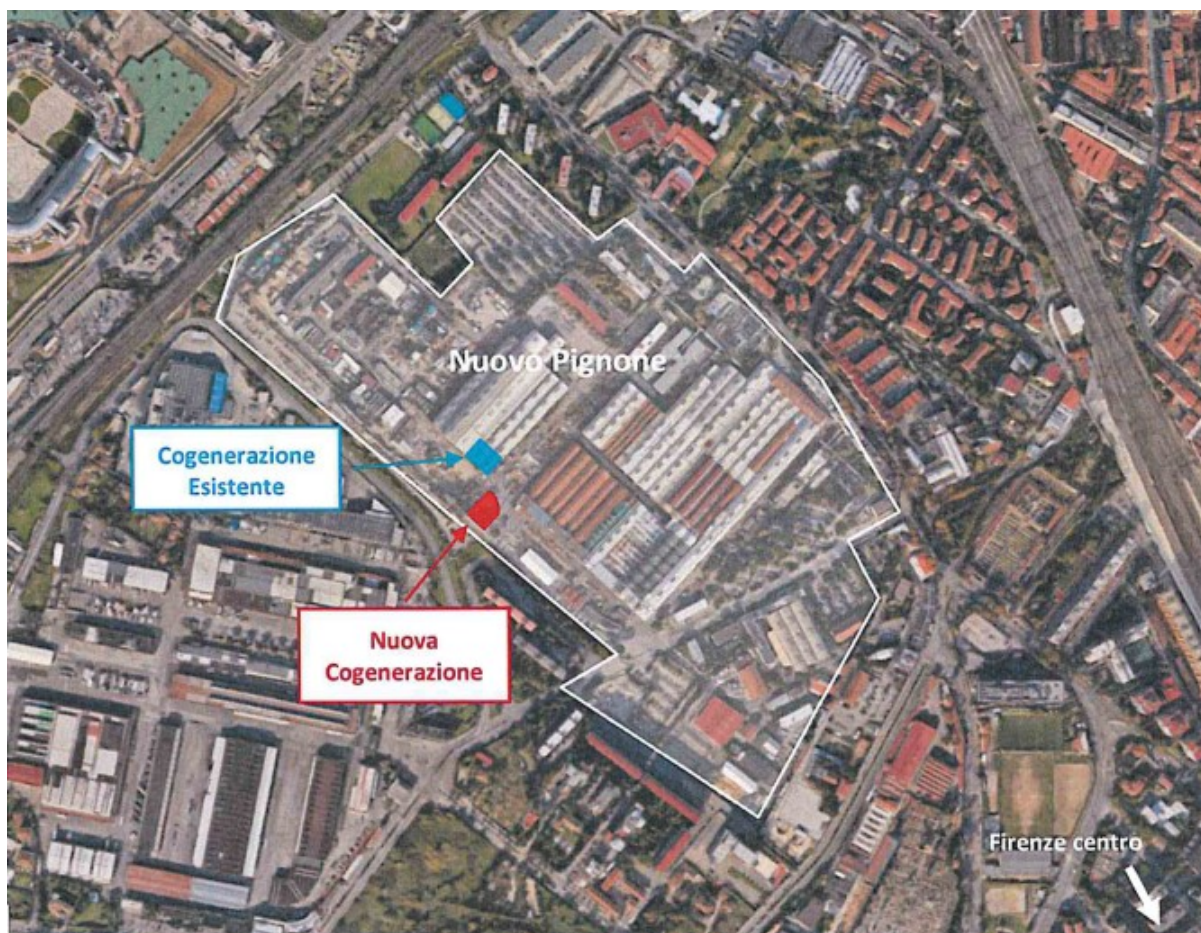 Nuovo Pignone
Cogenerazione
Esistente
Nuova
Cogenerazione
Firenze centro